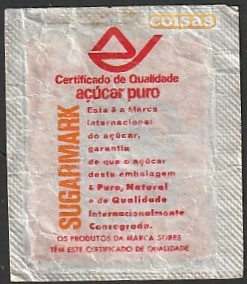 coisas
Certificado de Qualidade
açúcar puro
SUGARMARK
Esta é a Marca
Internacional
do açúcar,
garantia
de que o açúcar
desta embalagem
é Puro, Natural
e de Qualidade
Internacionalmente
Consagrada.
OS PRODUTOS DA MARCA SORES
TÊM ESTE CERTIFICADO DE QUALIDADE